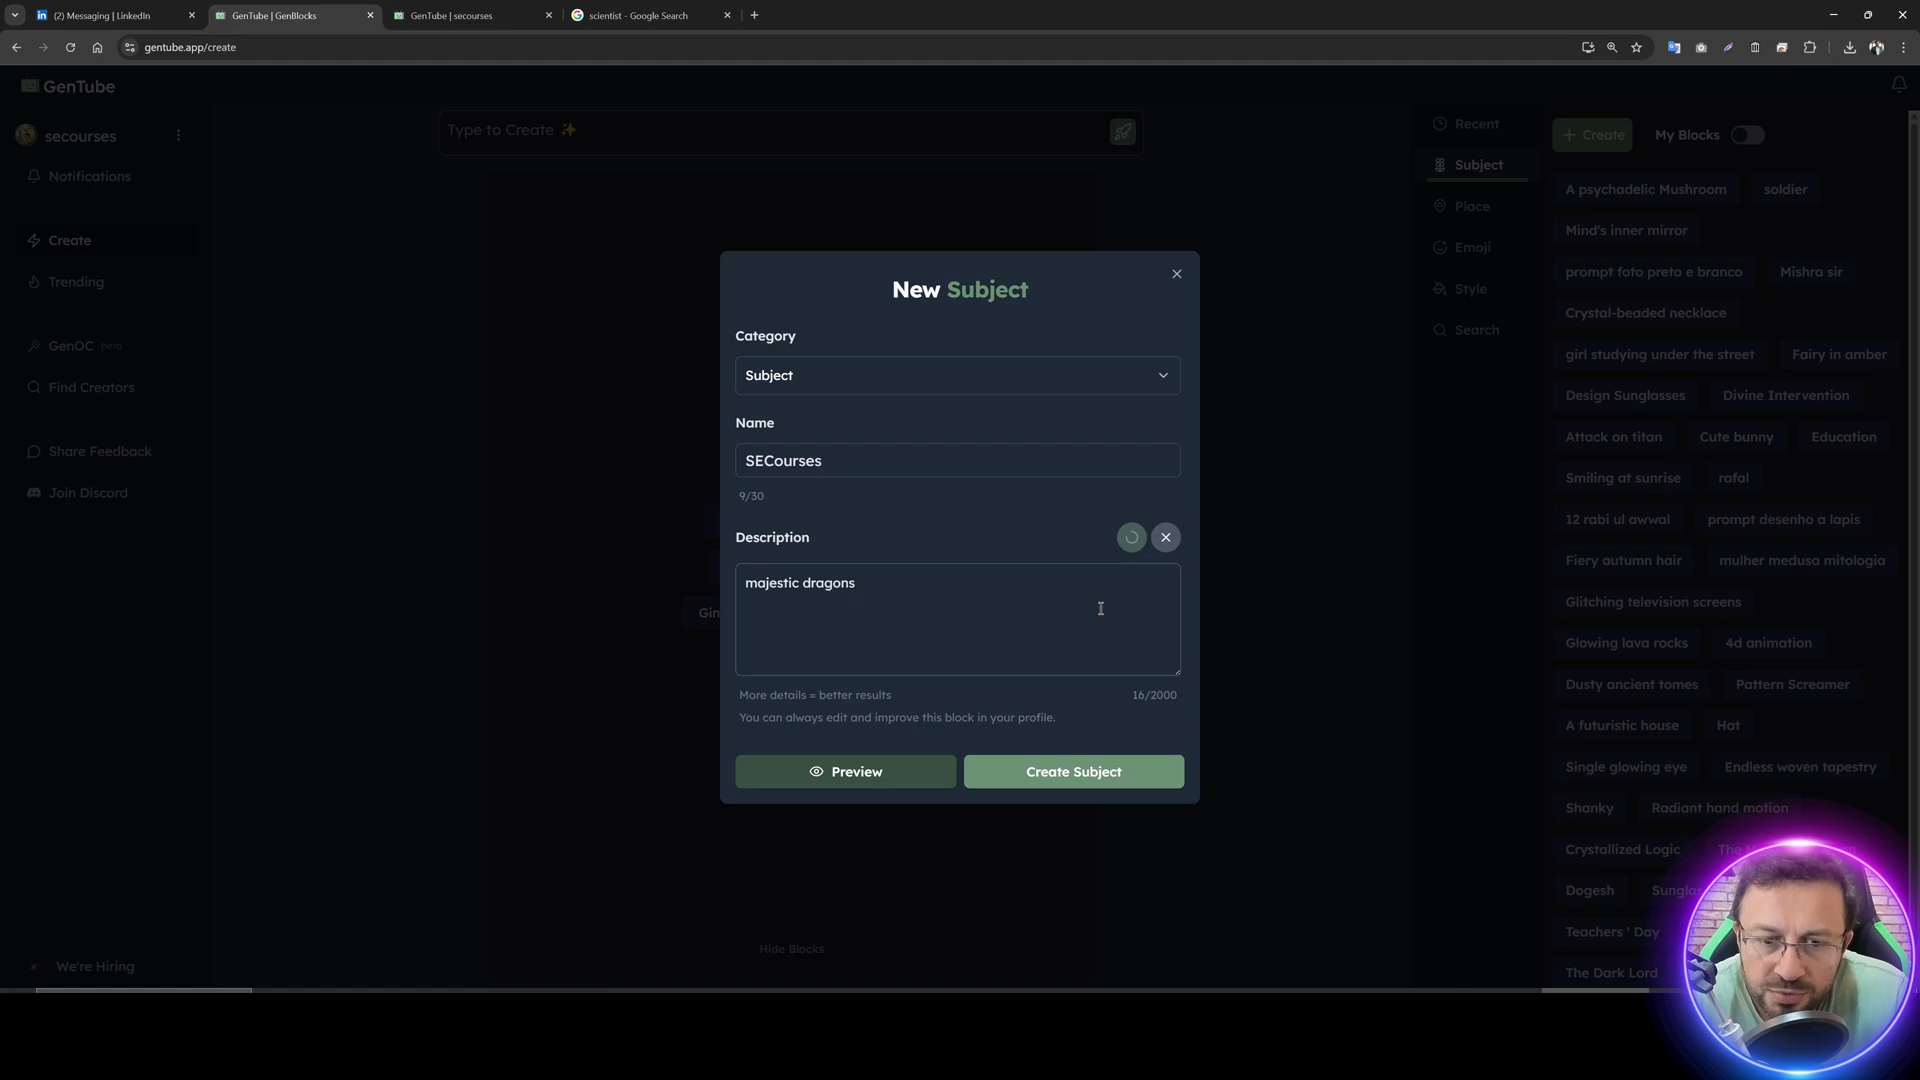 (2) Messaging | LinkedIn
GenTube | GenBlocks
GenTube | secourses
scientist - Google Search
gentube.app/create
GenTube
secourses
Notifications
Create
Trending
GenOC beta
Find Creators
Share Feedback
Join Discord
We're Hiring
Type to Create ✨
Gin
Hide Blocks
New Subject
Category
Subject
Name
SECourses
9/30
Description
majestic dragons
More details = better results 16/2000
You can always edit and improve this block in your profile.
Preview
Create Subject
Recent
Subject
Place
Emoji
Style
Search
+ Create My Blocks
A psychadelic Mushroom soldier
Mind's inner mirror
prompt foto preto e branco Mishra sir
Crystal-beaded necklace
girl studying under the street Fairy in amber
Design Sunglasses Divine Intervention
Attack on titan Cute bunny Education
Smiling at sunrise rafal
12 rabi ul awwal prompt desenho a lapis
Fiery autumn hair mulher medusa mitologia
Glitching television screens
Glowing lava rocks 4d animation
Dusty ancient tomes Pattern Screamer
A futuristic house Hat
Single glowing eye Endless woven tapestry
Shanky Radiant hand motion
Crystallized Logic
Dogesh
Teachers ' Day
The Dark Lord